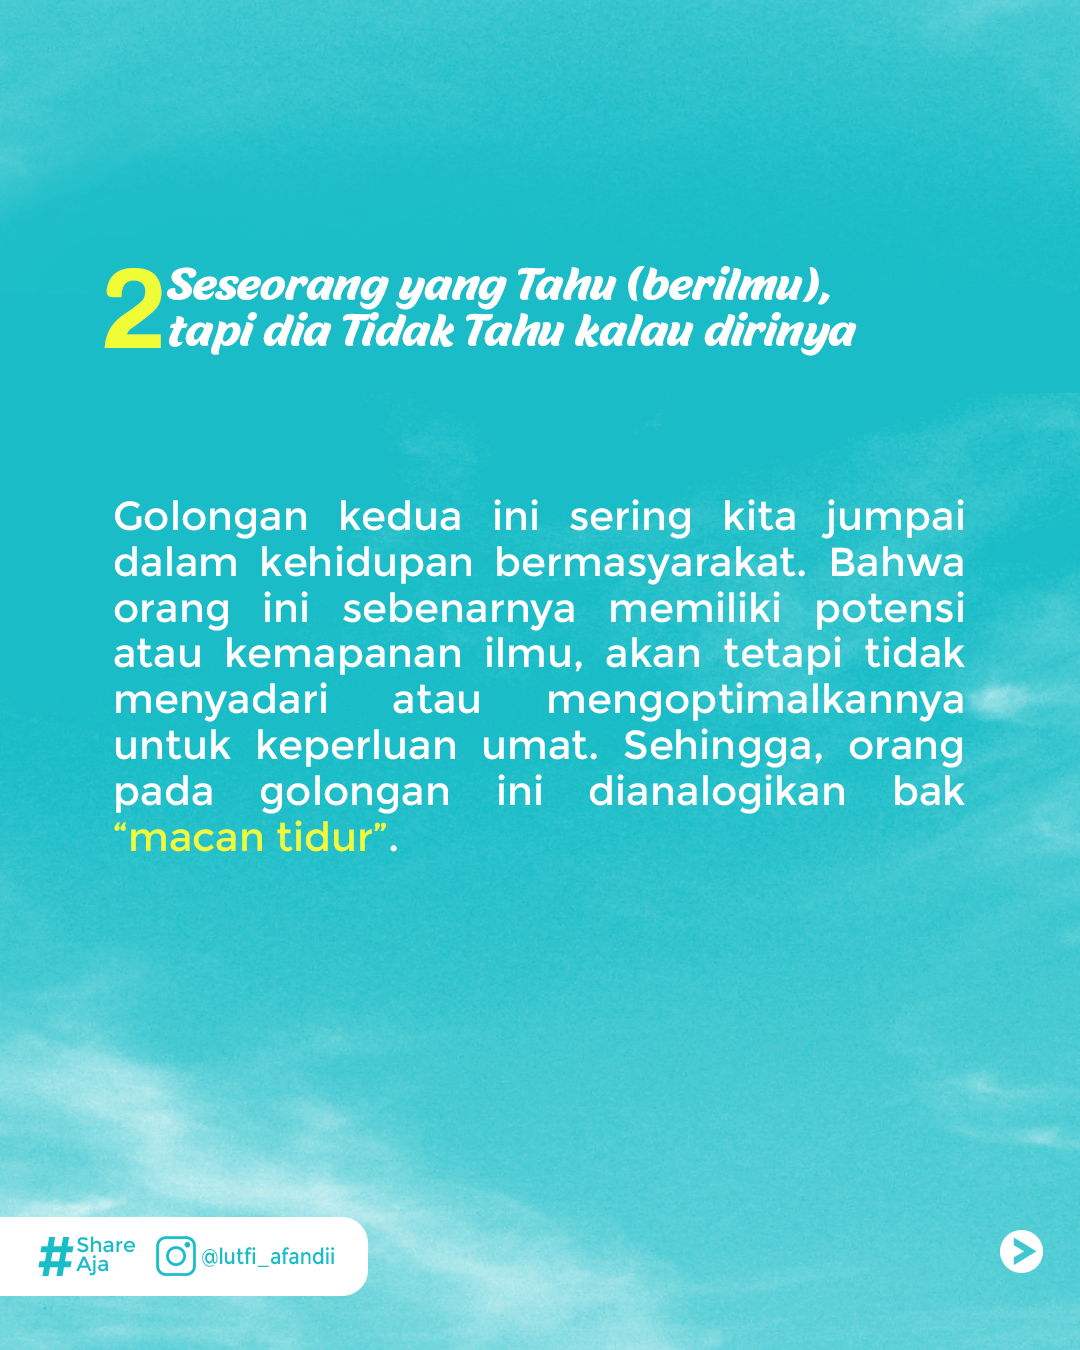 2
Seseorang yang Tahu (berilmu),
tapi dia Tidak Tahu kalau dirinya
Golongan kedua ini sering kita jumpai
dalam kehidupan bermasyarakat. Bahwa
orang ini sebenarnya memiliki potensi
atau kemapanan ilmu, akan tetapi tidak
menyadari atau mengoptimalkannya
untuk keperluan umat. Sehingga, orang
pada golongan ini dianalogikan bak
“macan tidur”.
#Share
Aja
@lutfi_afandii